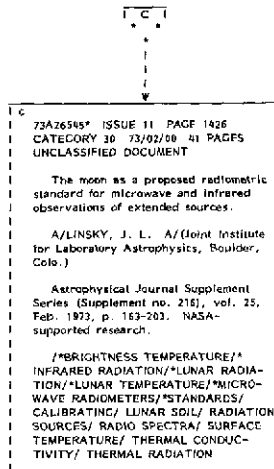 C
C
73A26545* ISSUE 11 PAGE 1426
CATEGORY 30 73/02/00 41 PAGES
UNCLASSIFIED DOCUMENT
The moon as a proposed radiometric
standard for microwave and infrared
observations of extended sources.
A/LINSKY, J. L. A/(Joint Institute
for Laboratory Astrophysics, Boulder,
Colo.)
Astrophysical Journal Supplement
Series (Supplement no. 216), vol. 25,
Feb. 1973, p. 163-203. NASA-
supported research.
/*BRIGHTNESS TEMPERATURE/*
INFRARED RADIATION/*LUNAR RADIA-
TION/*LUNAR TEMPERATURE/*MICRO-
WAVE RADIOMETERS/*STANDARDS/
CALIBRATING/ LUNAR SOIL/ RADIATION
SOURCES/ RADIO SPECTRA/ SURFACE
TEMPERATURE/ THERMAL CONDUC-
TIVITY/ THERMAL RADIATION